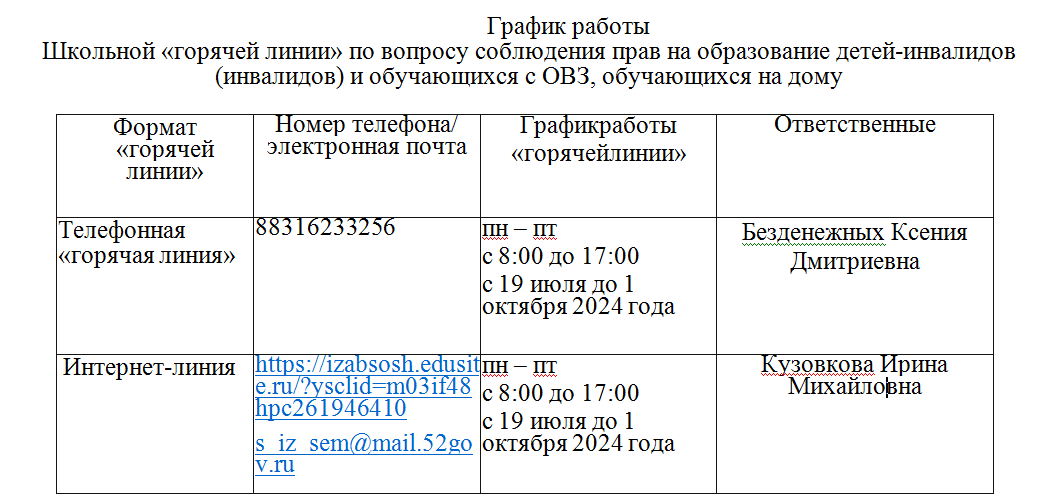 График работы
Школьной «горячей линии» по вопросу соблюдения прав на образование детей-инвалидов
(инвалидов) и обучающихся с ОВЗ, обучающихся на дому
Формат
«горячей
линии»
Номер телефона/
электронная почта
Графикработы
«горячейлинии»
Ответственные
Телефонная
«горячая линия»
88316233256
пн – пт
с 8:00 до 17:00
с 19 июля до 1
октября 2024 года
Безденежных Ксения
Дмитриевна
Интернет-линия
https://izabsosh.edusit
e.ru/?ysclid=m03if48
hpc261946410
s_iz_sem@mail.52go
v.ru
пн – пт
с 8:00 до 17:00
с 19 июля до 1
октября 2024 года
Кузовкова Ирина
Михайловна